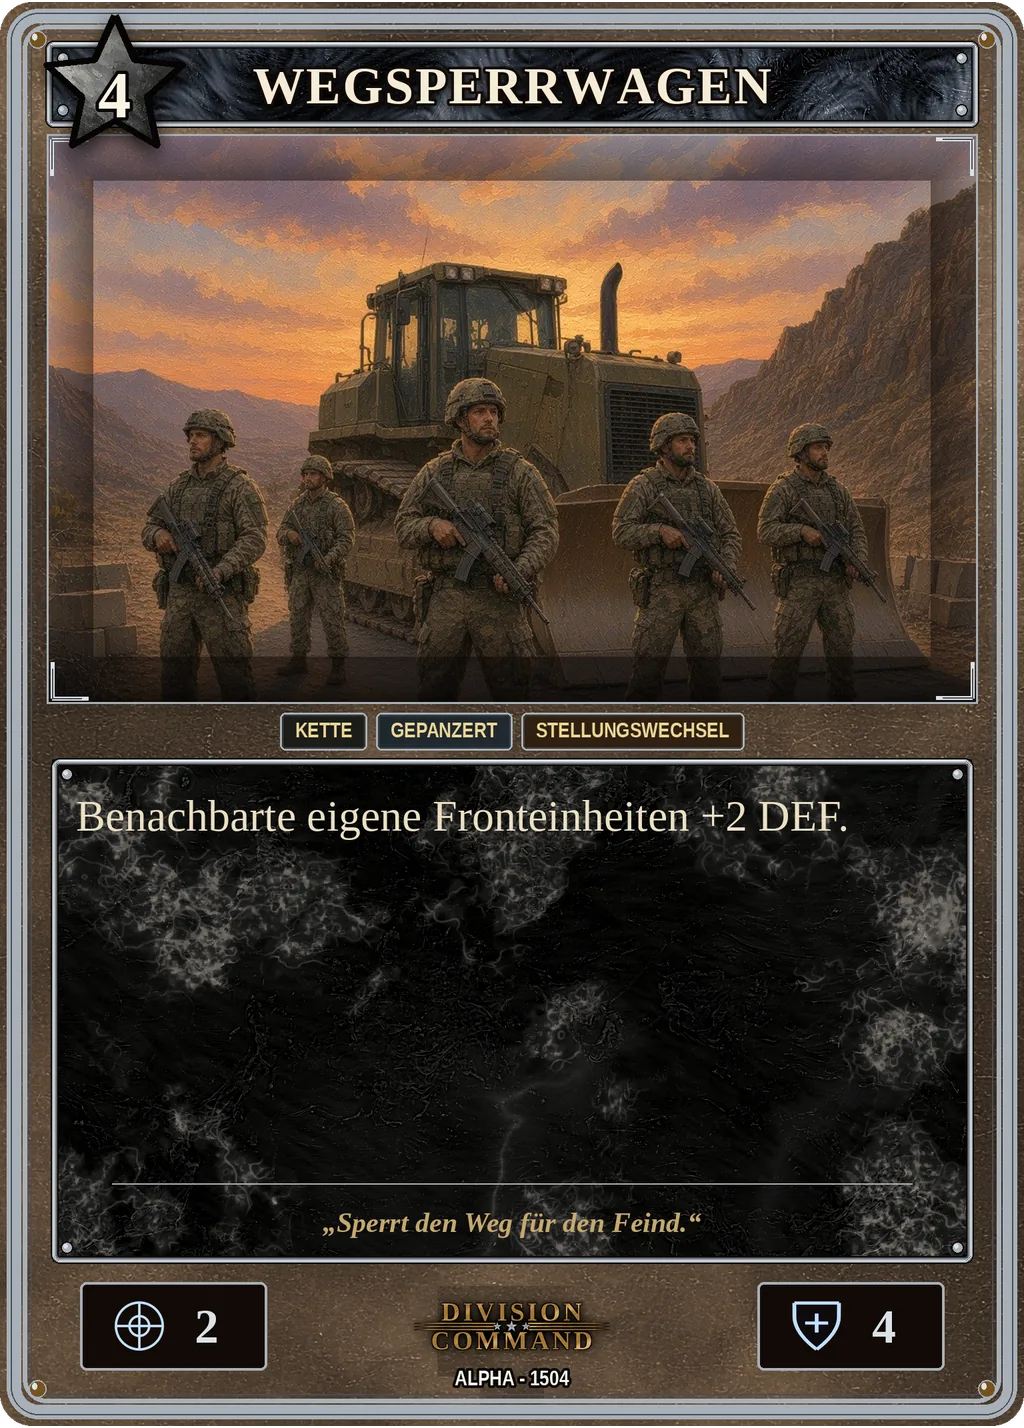 4
WEGSPERRWAGEN
KETTE
GEPANZERT
STELLUNGSWECHSEL
Benachbarte eigene Fronteinheiten +2 DEF.
„Sperrt den Weg für den Feind.“
2
DIVISION
COMMAND
4
ALPHA - 1504